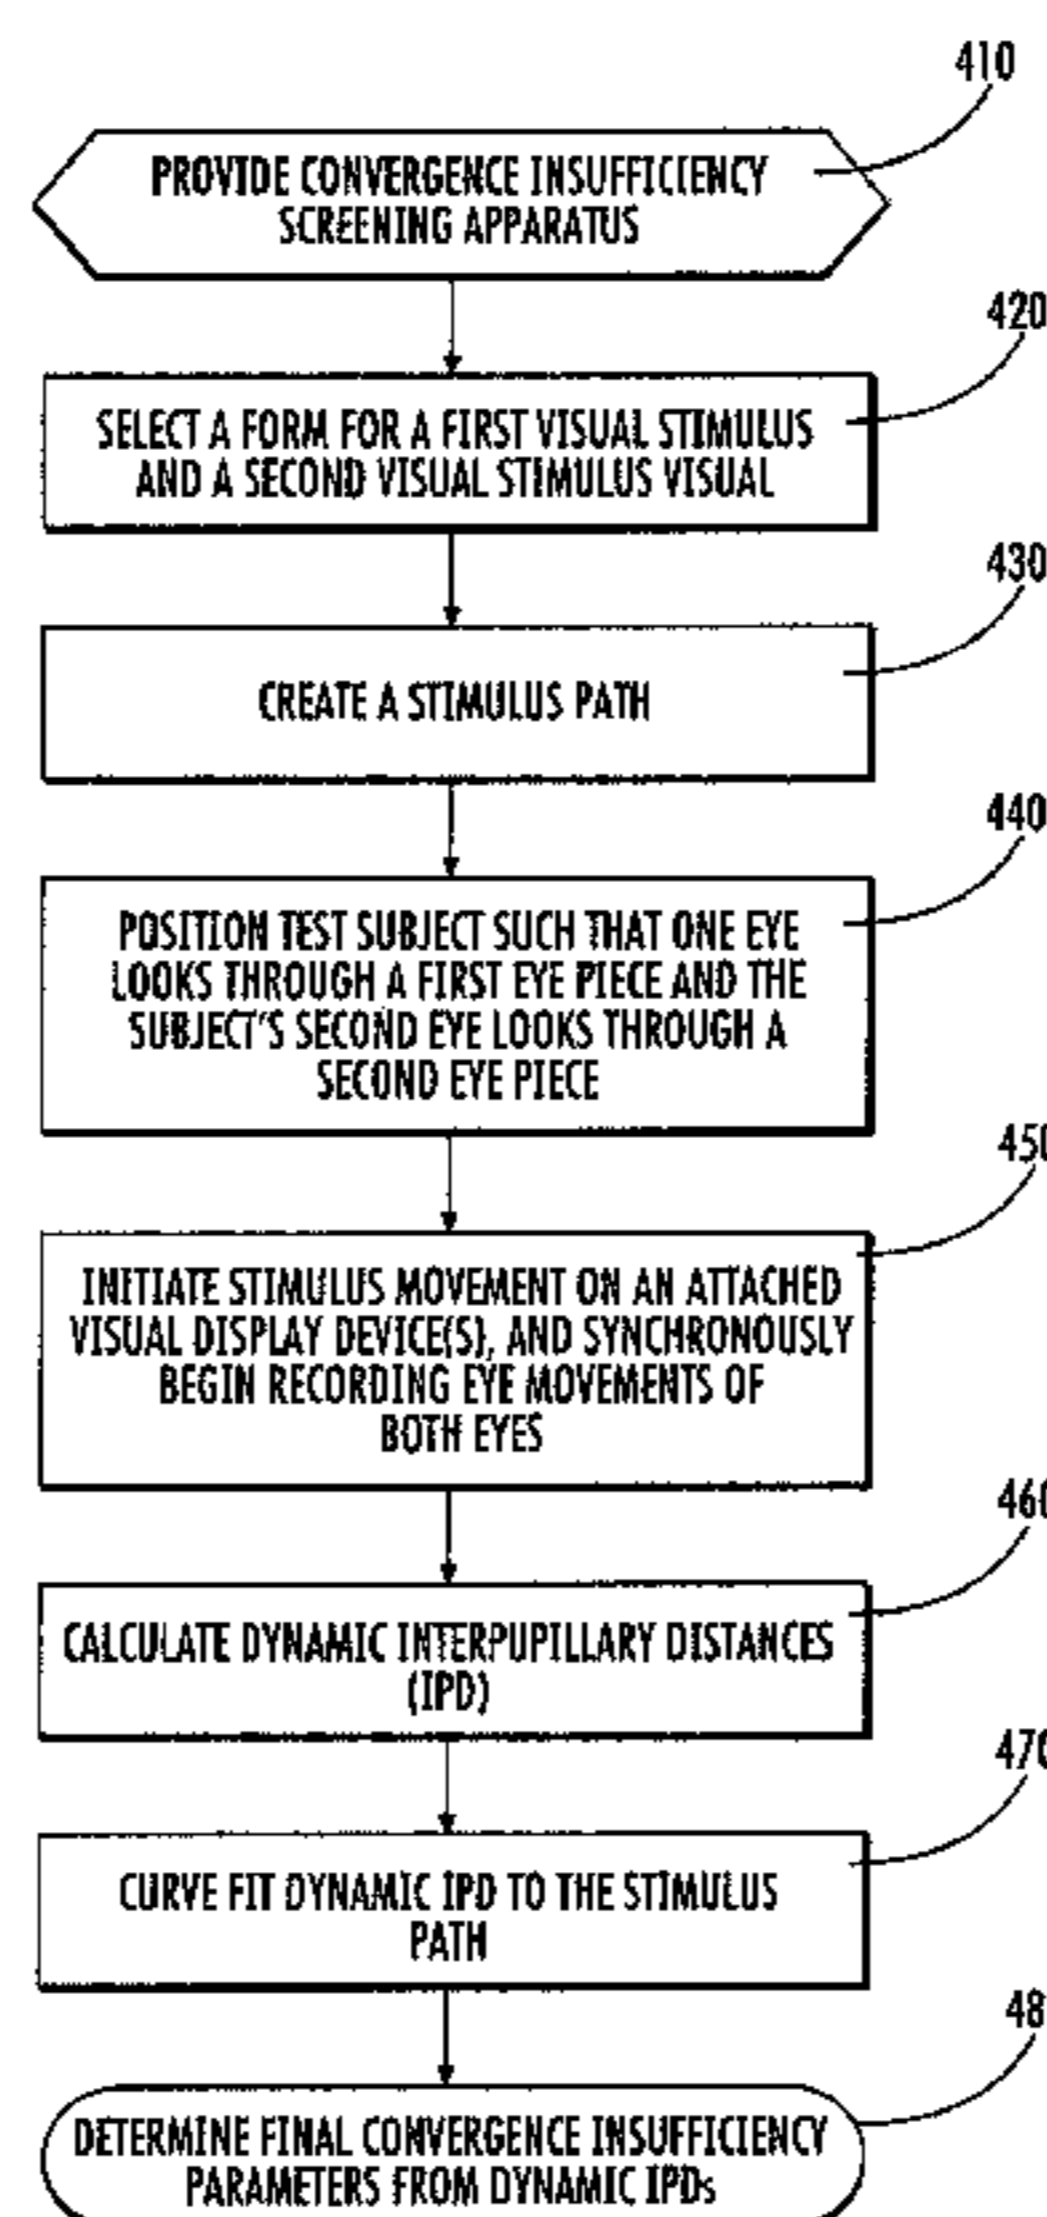 410
PROVIDE CONVERGENCE INSUFFICIENCY
SCREENING APPARATUS
420
SELECT A FORM FOR A FIRST VISUAL STIMULUS
AND A SECOND VISUAL STIMULUS VISUAL
430
CREATE A STIMULUS PATH
440
POSITION TEST SUBJECT SUCH THAT ONE EYE
LOOKS THROUGH A FIRST EYE PIECE AND THE
SUBJECT'S SECOND EYE LOOKS THROUGH A
SECOND EYE PIECE
450
INITIATE STIMULUS MOVEMENT ON AN ATTACHED
VISUAL DISPLAY DEVICE(S), AND SYNCHRONOUSLY
BEGIN RECORDING EYE MOVEMENTS OF
BOTH EYES
460
CALCULATE DYNAMIC INTERPUPILLARY DISTANCES
(IPD)
470
CURVE FIT DYNAMIC IPD TO THE STIMULUS
PATH
48
DETERMINE FINAL CONVERGENCE INSUFFICIENCY
PARAMETERS FROM DYNAMIC IPDs